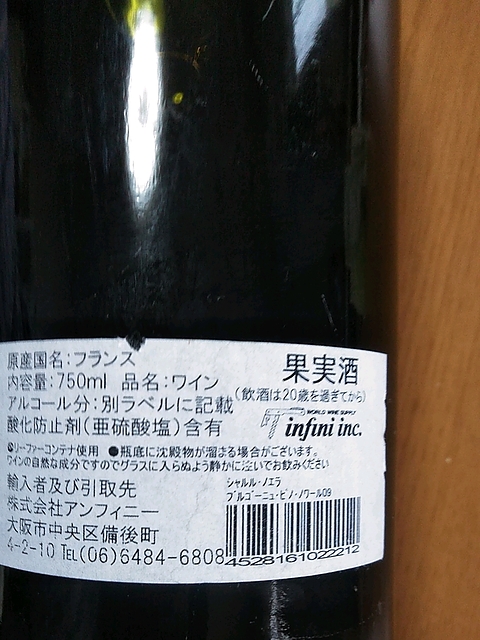 原産国名:フランス
内容量:750ml 品名:ワイン
アルコール分:別ラベルに記載
酸化防止剤(亜硫酸塩)含有
果実酒
(飲酒は20歳を過ぎてから)
WORLD WINE SUPPLY
infini inc.
●リーファーコンテナ使用 ●瓶底に沈殿物が溜まる場合がございます。
ワインの自然な成分ですのでグラスに入らぬよう静かに注いでお飲みください
輸入者及び引取先
株式会社アンフィニー
大阪市中央区備後町
4-2-10 TEL(06)6484-6808
シャルル・ノエラ
ブルゴーニュ・ピノ・ノワール09
4528161022212